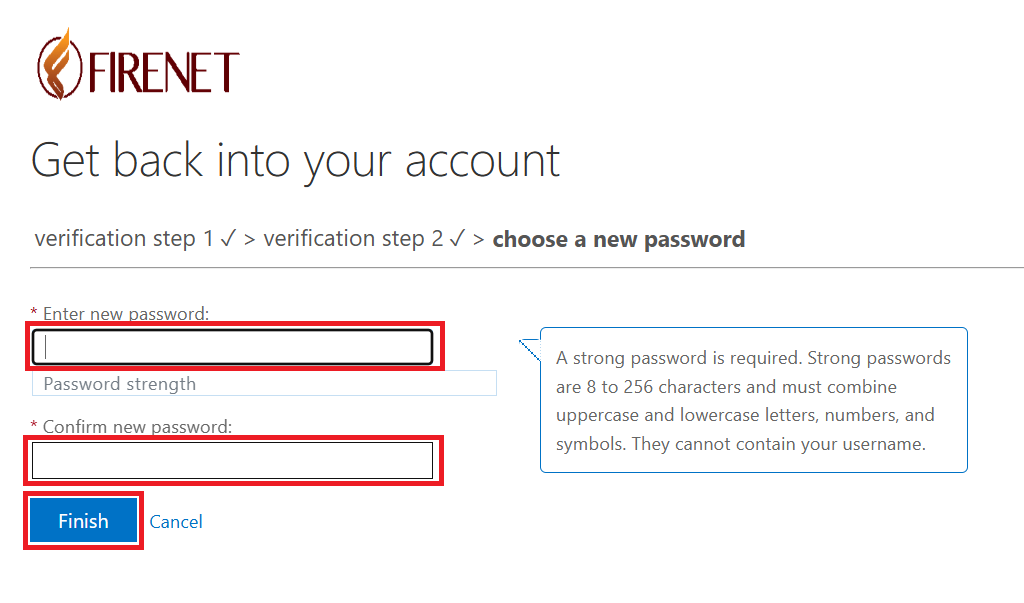 FIRENET
Get back into your account
verification step 1 ✓ > verification step 2 ✓ > choose a new password
* Enter new password:
Password strength
* Confirm new password:
Finish Cancel
A strong password is required. Strong passwords
are 8 to 256 characters and must combine
uppercase and lowercase letters, numbers, and
symbols. They cannot contain your username.